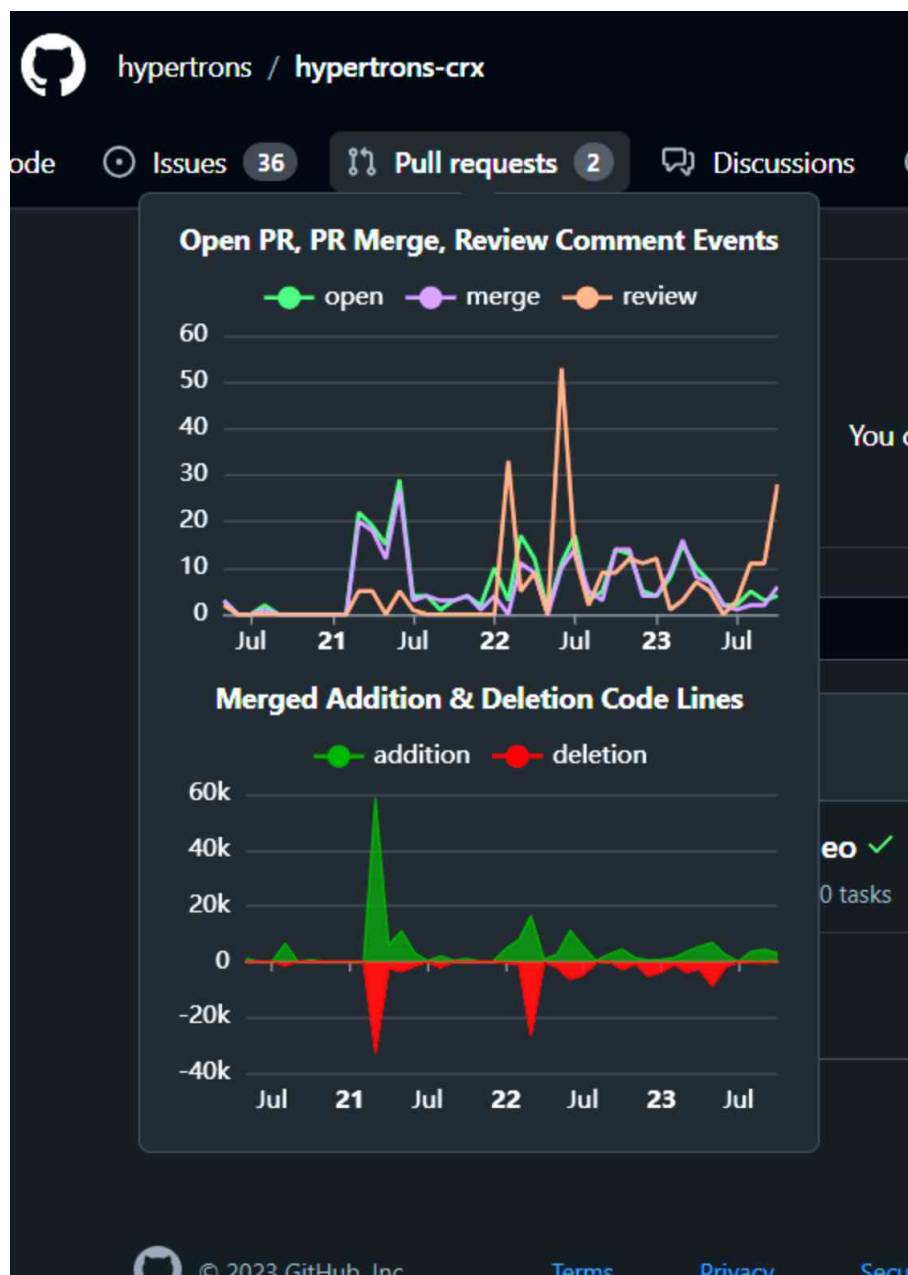 hypertrons / hypertrons-crx
ode Issues 36 Pull requests 2 Discussions
Open PR, PR Merge, Review Comment Events
open merge review
60
50
40
30
20
10
0
Jul 21 Jul 22 Jul 23 Jul
You
Merged Addition & Deletion Code Lines
addition deletion
60k
40k
20k
0
-20k
-40k
Jul 21 Jul 22 Jul 23 Jul
eo
0 tasks
© 2023 GitHub, Inc. Terms Privacy Secu